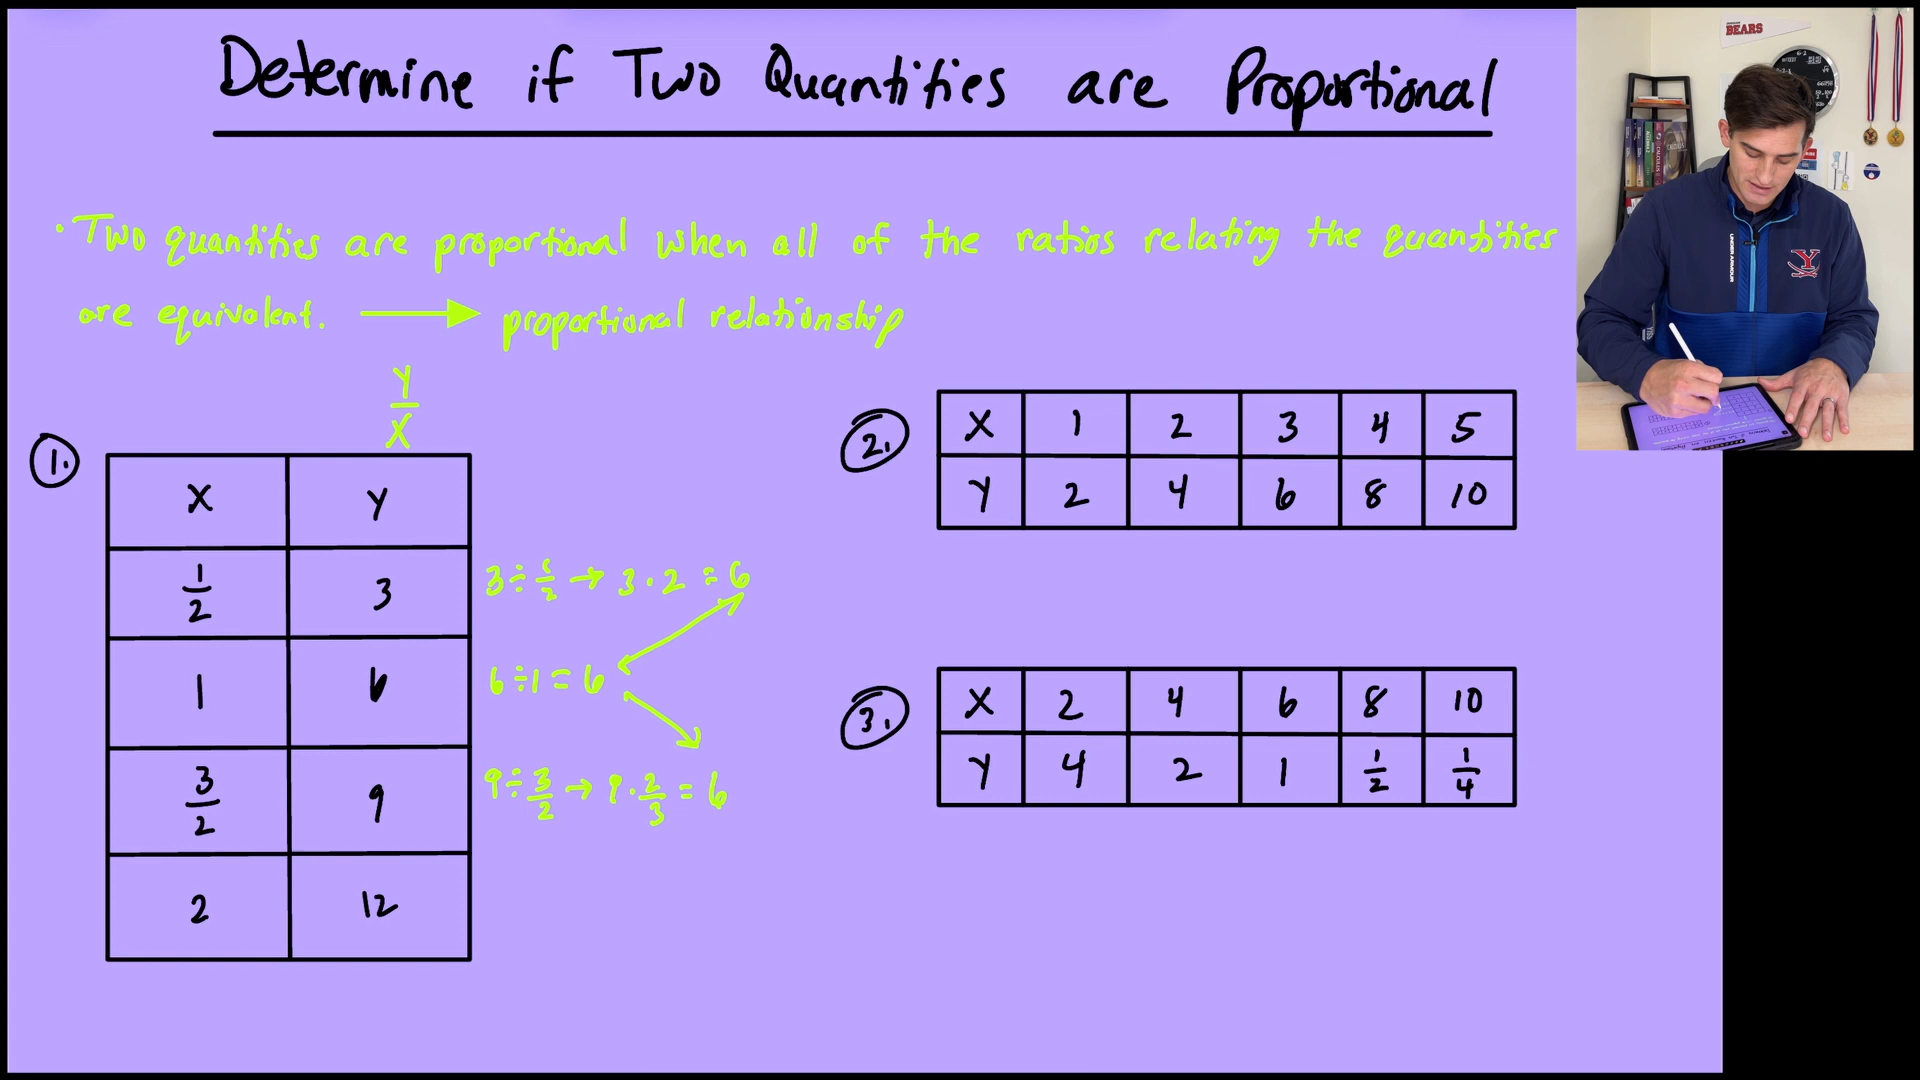 Determine if Two Quantities are Proportional
· Two quantities are proportional when all of the ratios relating the quantities
are equivalent. → proportional relationship
Y/X
1.
X Y
1/2 3 3 ÷ 1/2 → 3 · 2 = 6
1 6 6 ÷ 1 = 6
3/2 9 9 ÷ 3/2 → 9 · 2/3 = 6
2 12
2.
X 1 2 3 4 5
Y 2 4 6 8 10
3.
X 2 4 6 8 10
Y 4 2 1 1/2 1/4
BEARS
UNDER ARMOUR
Y